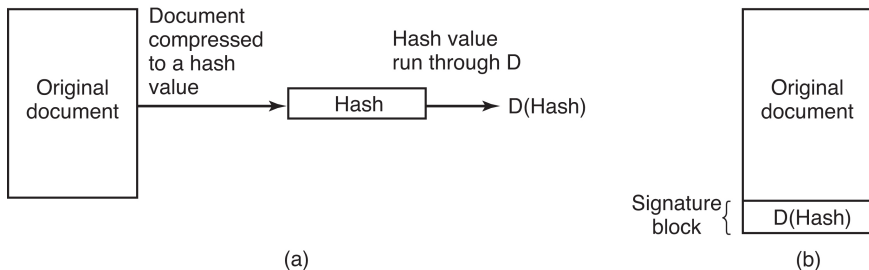 Original
document
Document
compressed
to a hash
value
Hash
Hash value
run through D
D(Hash)
(a)
Original
document
Signature
block
D(Hash)
(b)